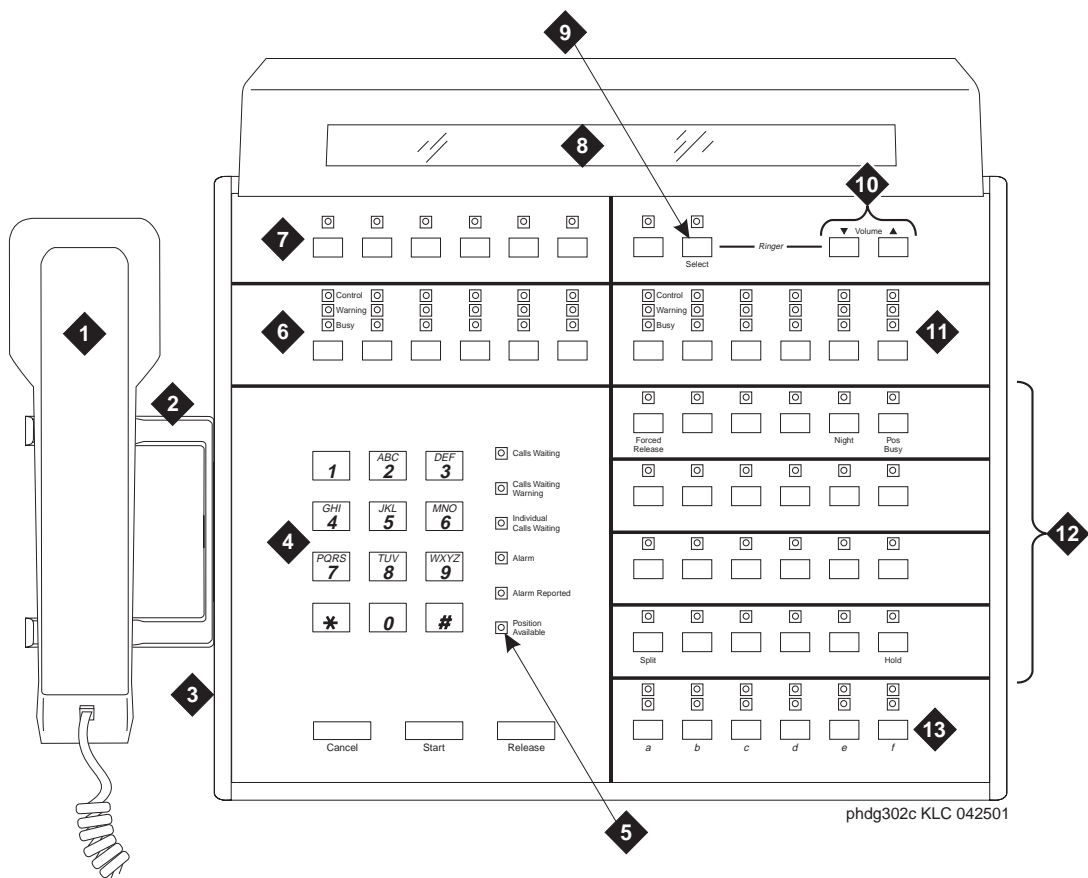 9
8
10
7
▼ Volume ▲
Ringer
Select
1
6
Control
Warning
Busy
Control
Warning
Busy
11
2
Forced
Release
Night
Pos
Busy
1
ABC
2
DEF
3
GHI
4
JKL
5
MNO
6
PQRS
7
TUV
8
WXYZ
9
*
0
#
4
Calls Waiting
Calls Waiting
Warning
Individual
Calls Waiting
Alarm
Alarm Reported
Position
Available
12
Split
Hold
3
13
Cancel
Start
Release
a b c d e f
5
phdg302c KLC 042501